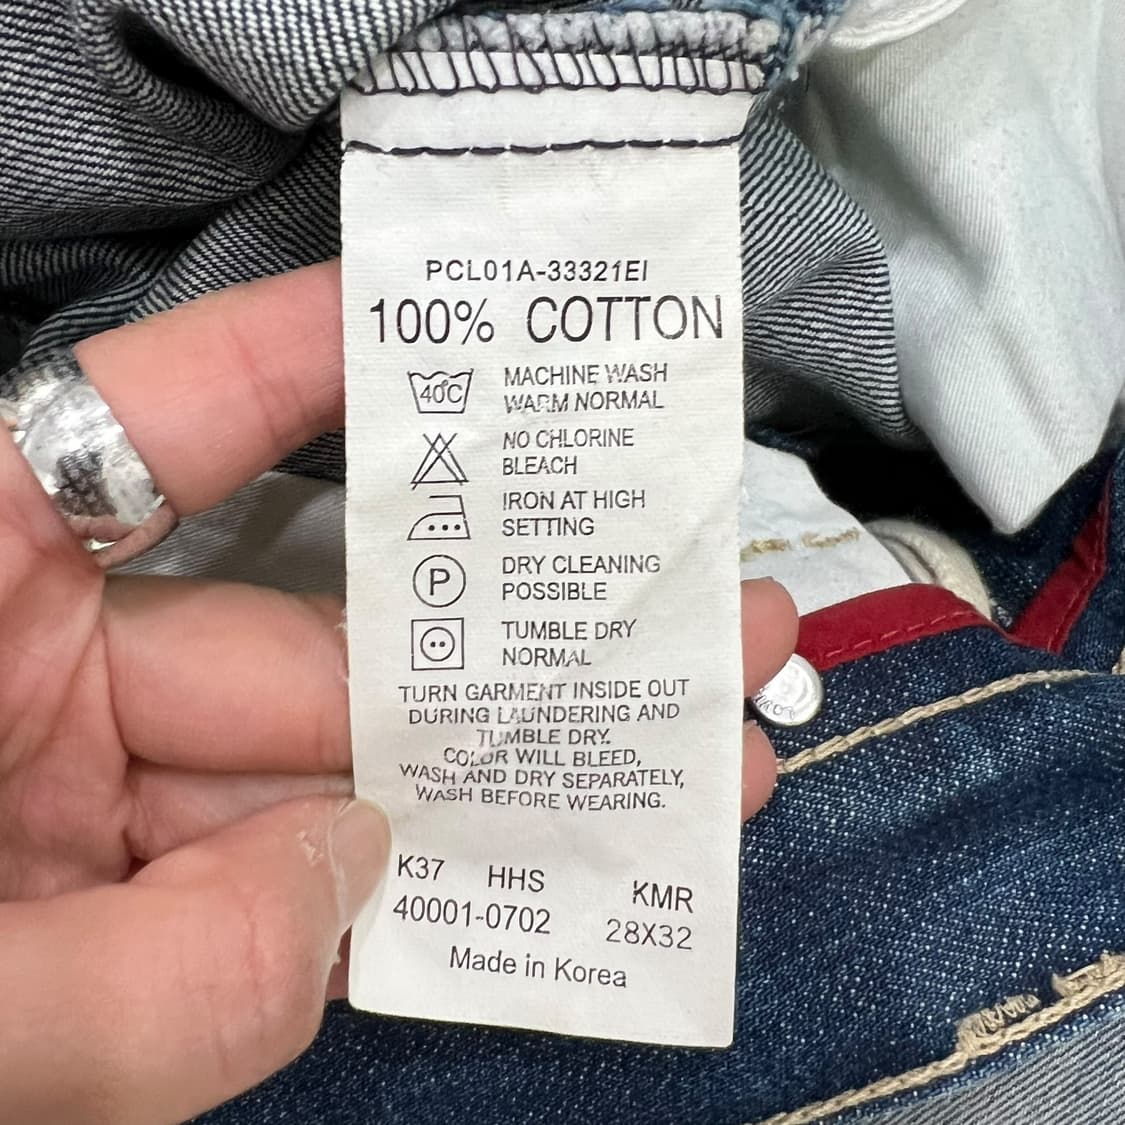 PCL01A-33321EI
100% COTTON
40C MACHINE WASH
WARM NORMAL
NO CHLORINE
BLEACH
IRON AT HIGH
SETTING
P DRY CLEANING
POSSIBLE
TUMBLE DRY
NORMAL
TURN GARMENT INSIDE OUT
DURING LAUNDERING AND
TUMBLE DRY.
COLOR WILL BLEED,
WASH AND DRY SEPARATELY,
WASH BEFORE WEARING.
K37 HHS KMR
40001-0702 28X32
Made in Korea